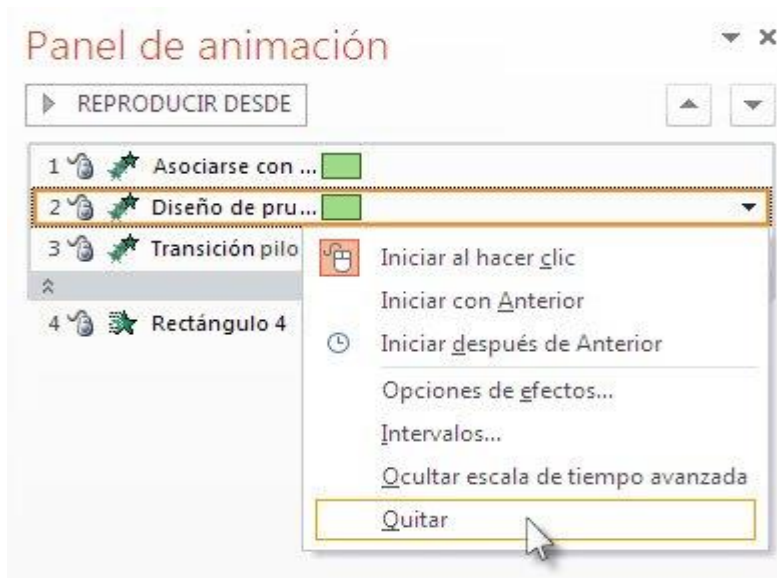 Panel de animación
REPRODUCIR DESDE
1 Asociarse con ...
2 Diseño de pru...
3 Transición pilo
4 Rectángulo 4
Iniciar al hacer clic
Iniciar con Anterior
Iniciar después de Anterior
Opciones de efectos...
Intervalos...
Ocultar escala de tiempo avanzada
Quitar